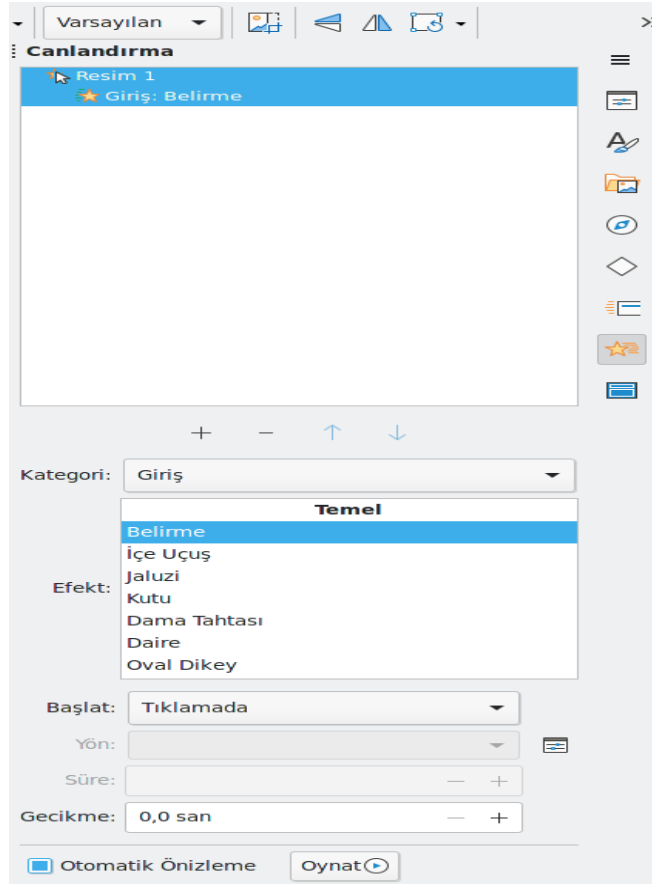 Varsayılan
Canlandırma
Resim 1
Giriş: Belirme
Kategori: Giriş
Temel
Belirme
İçe Uçuş
Jaluzi
Efekt:
Kutu
Dama Tahtası
Daire
Oval Dikey
Başlat: Tıklamada
Yön:
Süre:
Gecikme: 0,0 san
Otomatik Önizleme Oynat